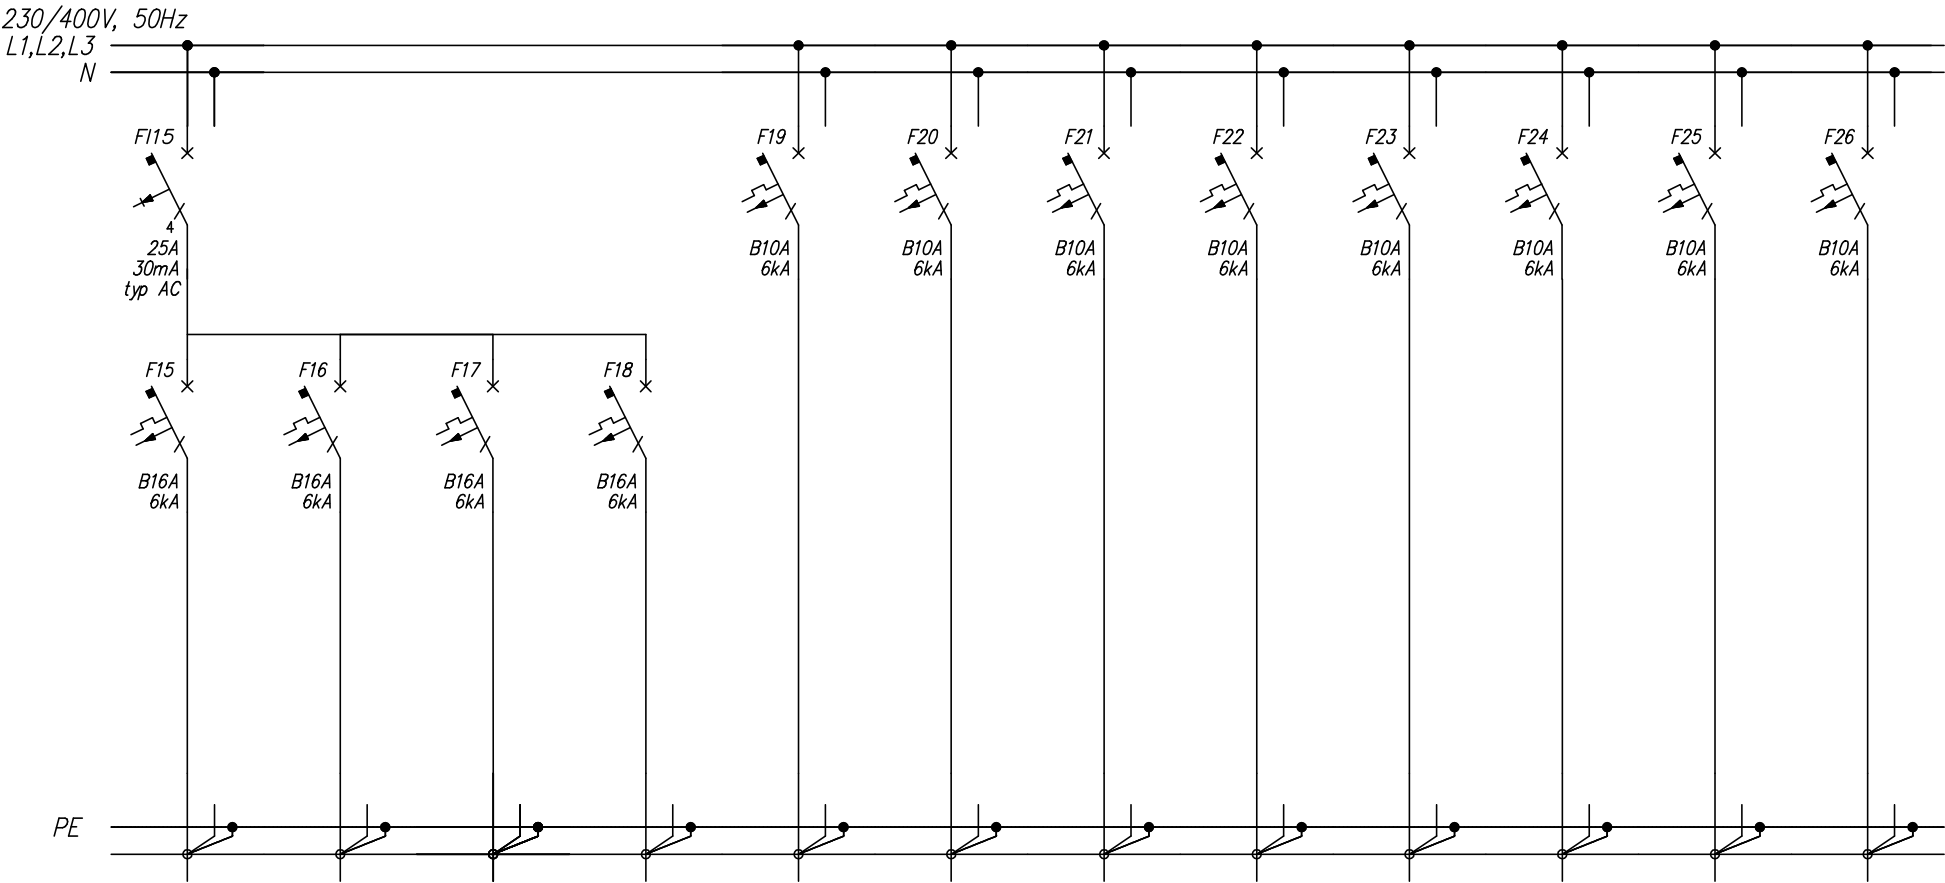 230/400V, 50Hz
L1,L2,L3
N
FI15
F19
F20
F21
F22
F23
F24
F25
F26
4
25A
30mA
typ AC
B10A
6kA
B10A
6kA
B10A
6kA
B10A
6kA
B10A
6kA
B10A
6kA
B10A
6kA
B10A
6kA
F15
F16
F17
F18
B16A
6kA
B16A
6kA
B16A
6kA
B16A
6kA
PE